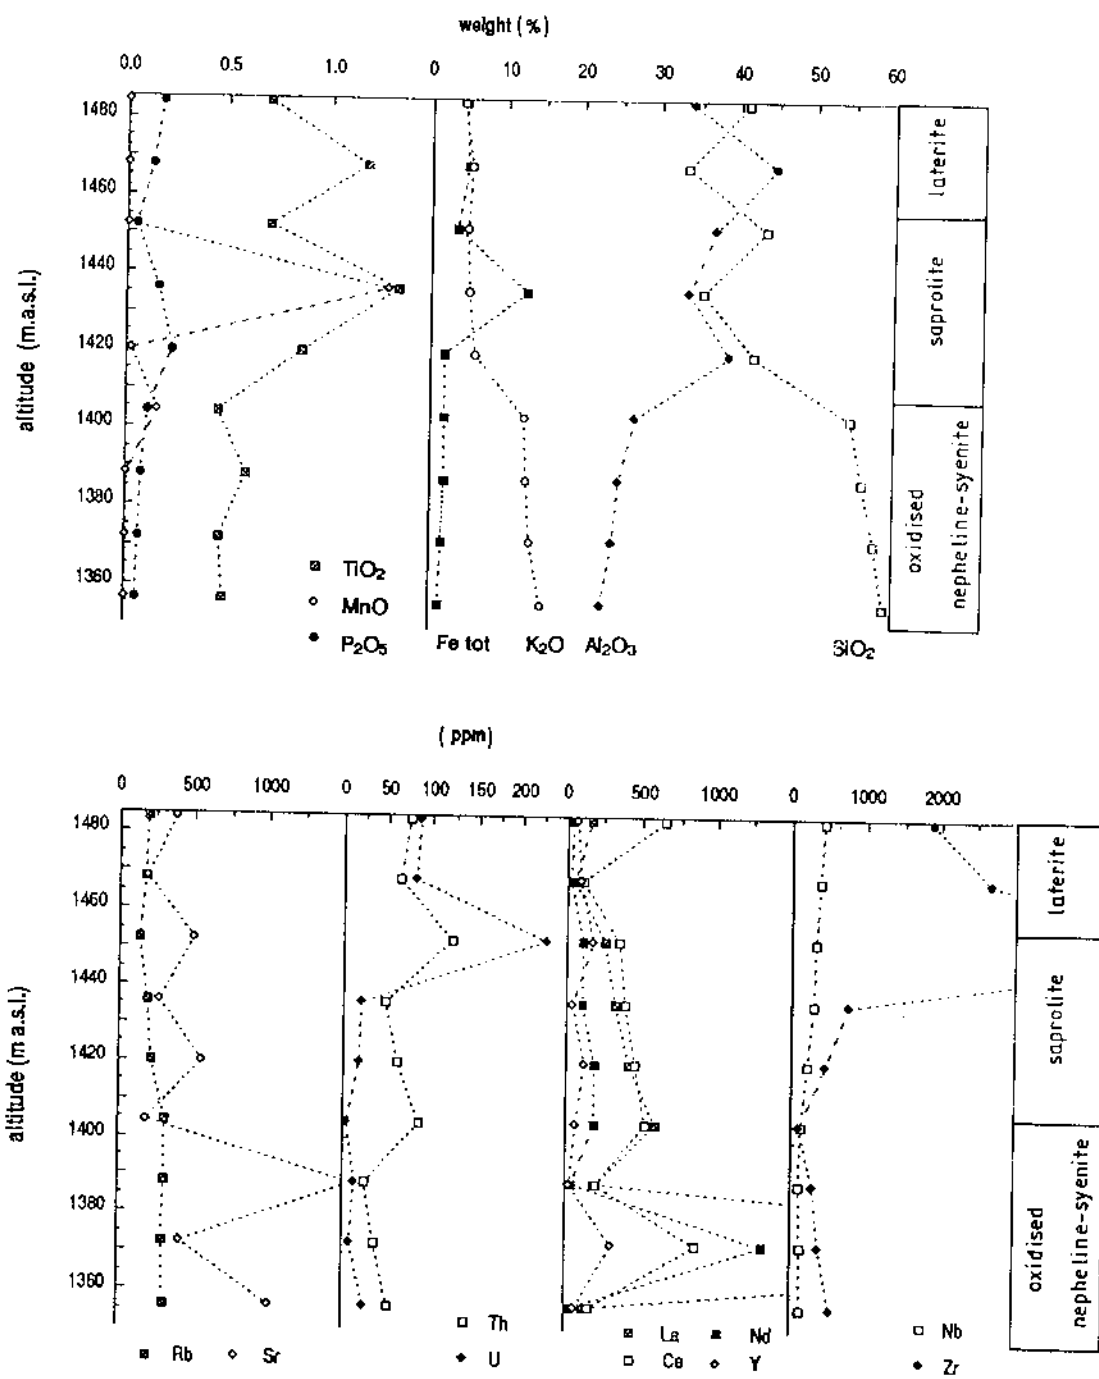 weight (%)
0.0 0.5 1.0 0 10 20 30 40 50 60
1480
1460
1440
1420
1400
1380
1360
altitude (m.a.s.l.)
laterite
saprolite
oxidised
nepheline-syenite
TiO2
MnO
P2O5
Fe tot K2O Al2O3 SiO2
(ppm)
0 500 1000 0 50 100 150 200 0 500 1000 0 1000 2000
1480
1460
1440
1420
1400
1380
1360
altitude (m a.s.l.)
laterite
saprolite
oxidised
nepheline-syenite
Rb Sr
Th
U
La Nd
Ce Y
Nb
Zr